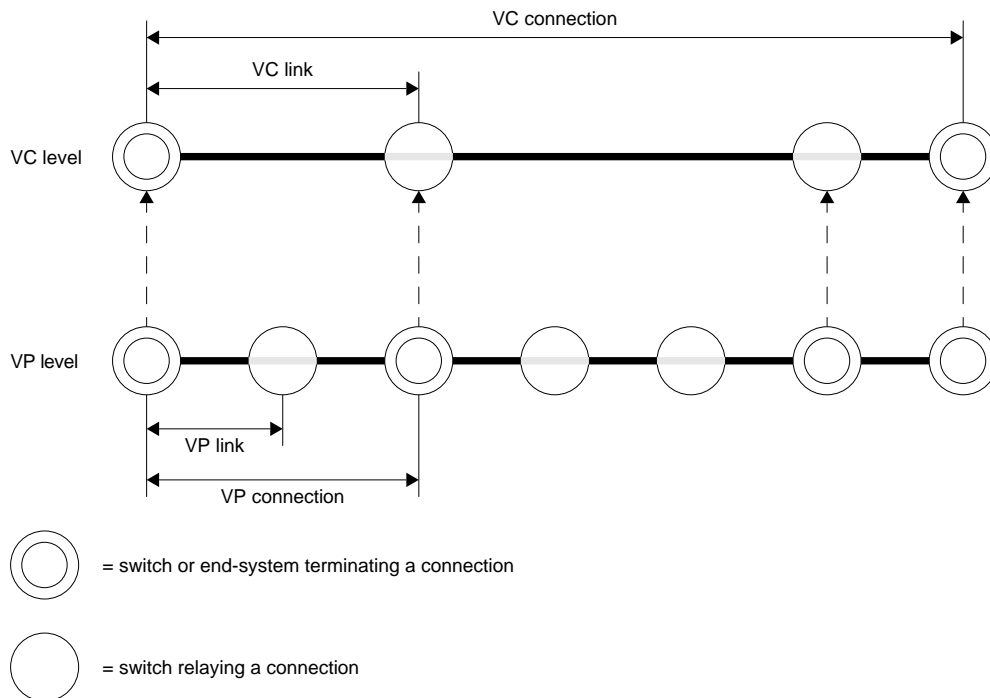 VC connection
VC link
VC level
VP level
VP link
VP connection
= switch or end-system terminating a connection
= switch relaying a connection